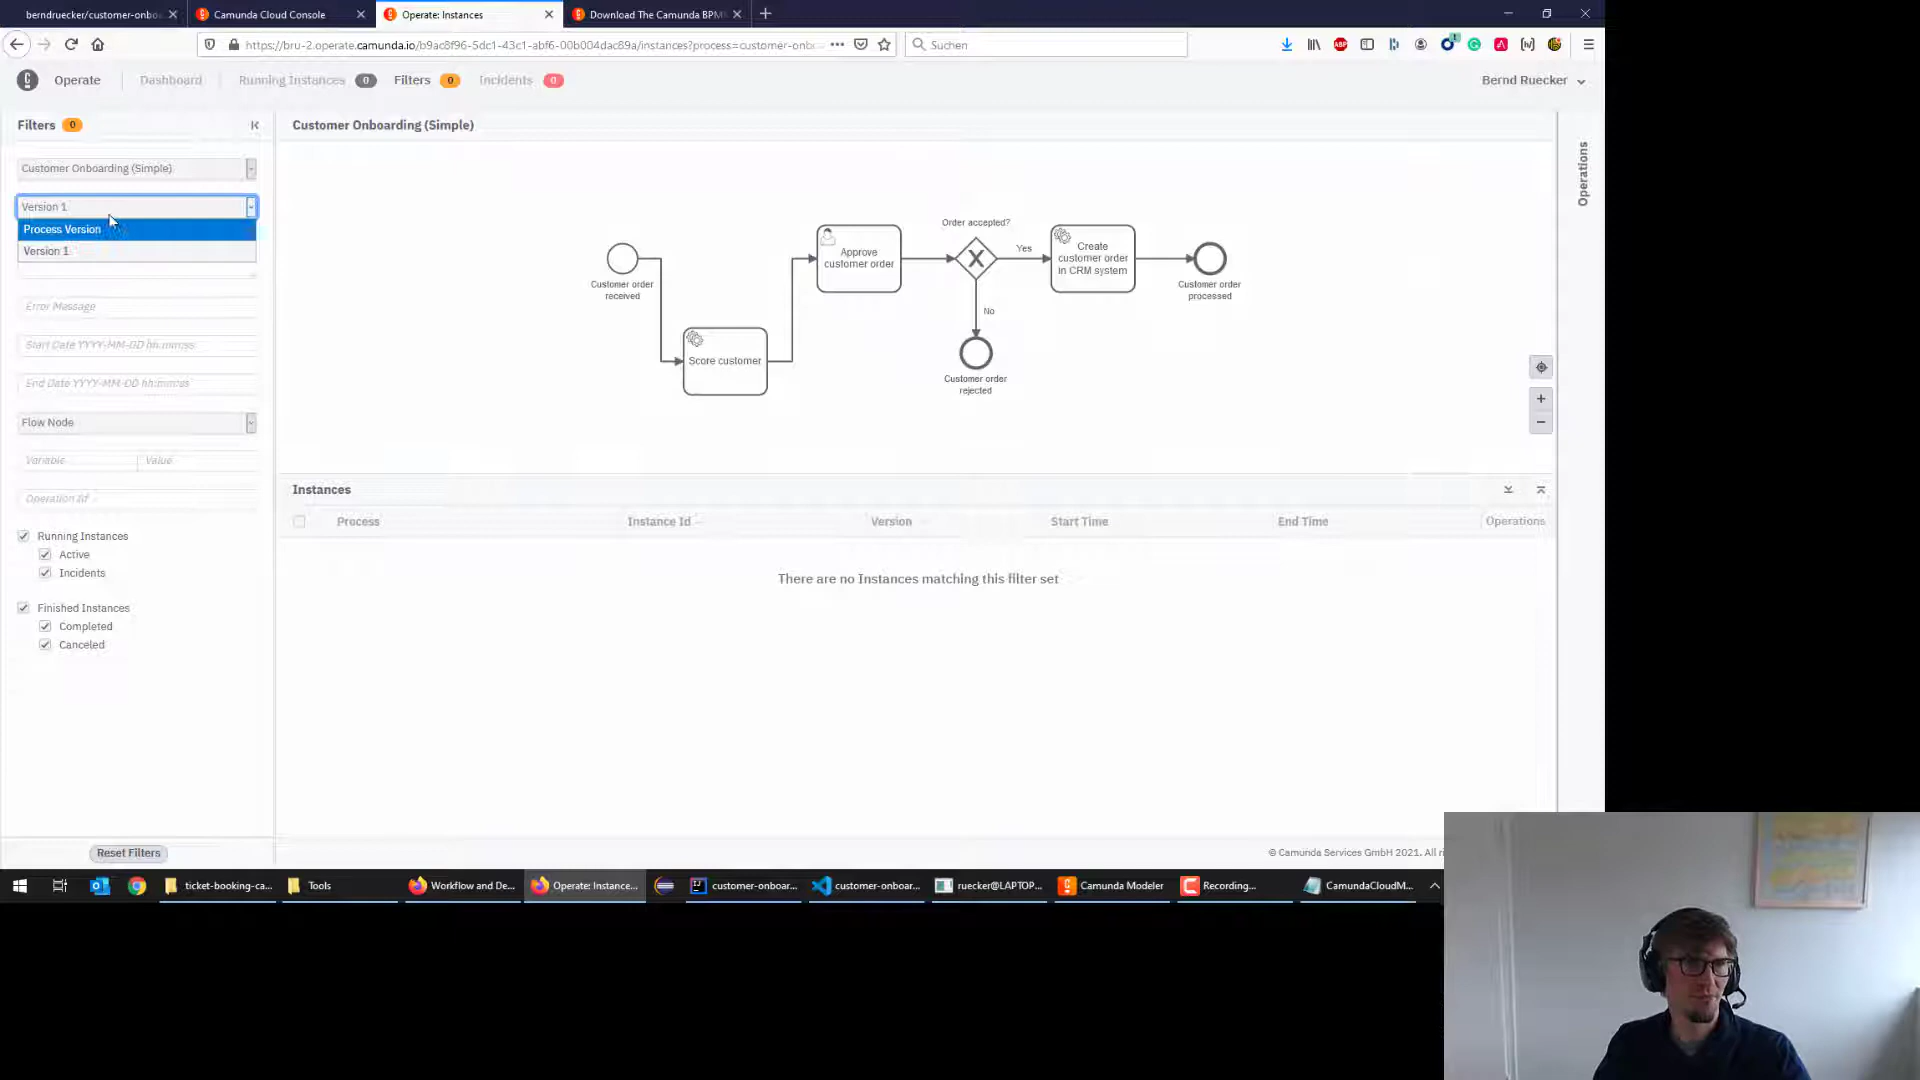 berndruecker/customer-onbo
Camunda Cloud Console
Operate: Instances
Download The Camunda BPMN
https://bru-2.operate.camunda.io/b9ac8f96-5dc1-43c1-abf6-00b004dac89a/instances?process=customer-onbo
Suchen
Operate
Dashboard
Running Instances 0
Filters 0
Incidents 0
Bernd Ruecker
Filters 0
Customer Onboarding (Simple)
Version 1
Process Version
Version 1
Error Message
Start Date YYYY-MM-DD hh:mm:ss
End Date YYYY-MM-DD hh:mm:ss
Flow Node
Variable Value
Operation Id
Running Instances
Active
Incidents
Finished Instances
Completed
Canceled
Reset Filters
Customer Onboarding (Simple)
Customer order
received
Score customer
Approve
customer order
Order accepted?
Yes
No
Create
customer order
in CRM system
Customer order
processed
Customer order
rejected
Operations
Instances
Process Instance Id Version Start Time End Time Operations
There are no Instances matching this filter set
© Camunda Services GmbH 2021. All ri
ticket-booking-ca...
Tools
Workflow and De...
Operate: Instance...
customer-onboar...
customer-onboar...
ruecker@LAPTOP...
Camunda Modeler
Recording...
CamundaCloudM...